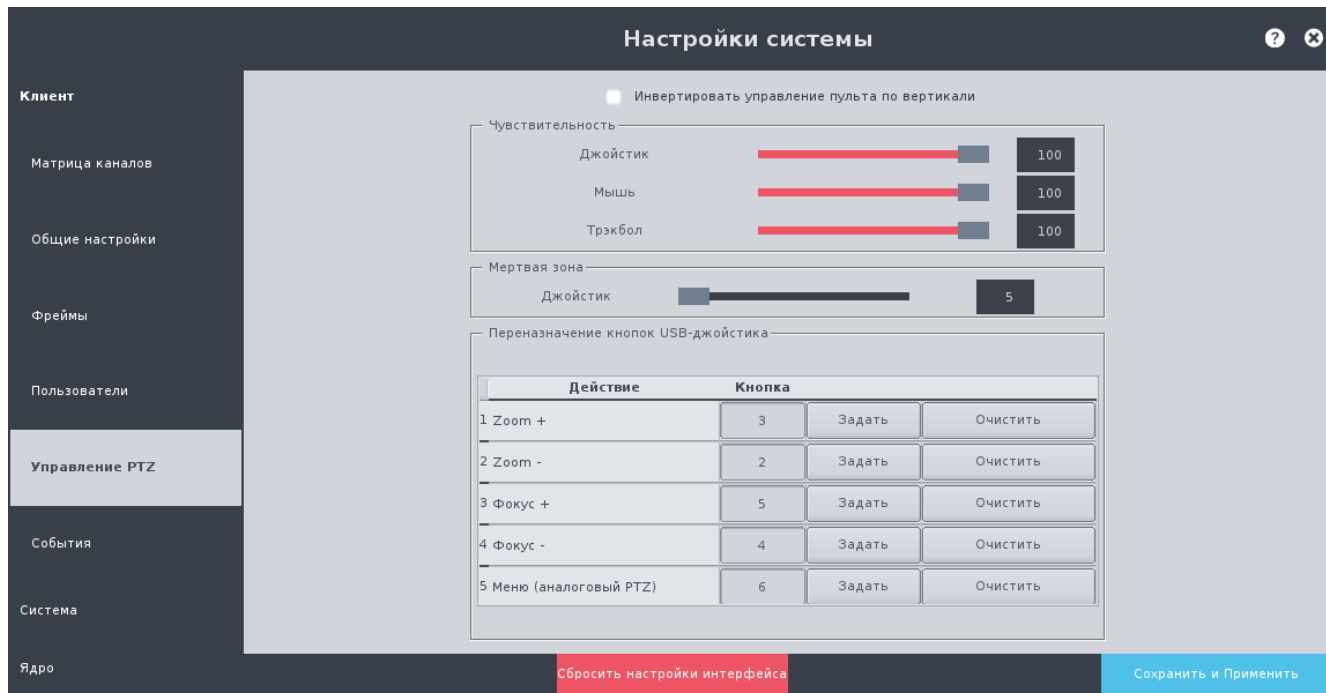 Настройки системы
?
Клиент
Матрица каналов
Общие настройки
Фреймы
Пользователи
Управление PTZ
События
Система
Ядро
Инвертировать управление пульта по вертикали
Чувствительность
Джойстик 100
Мышь 100
Трэкбол 100
Мертвая зона
Джойстик 5
Переназначение кнопок USB-джойстика
Действие Кнопка
1 Zoom + 3 Задать Очистить
2 Zoom - 2 Задать Очистить
3 Фокус + 5 Задать Очистить
4 Фокус - 4 Задать Очистить
5 Меню (аналоговый PTZ) 6 Задать Очистить
Сбросить настройки интерфейса
Сохранить и Применить